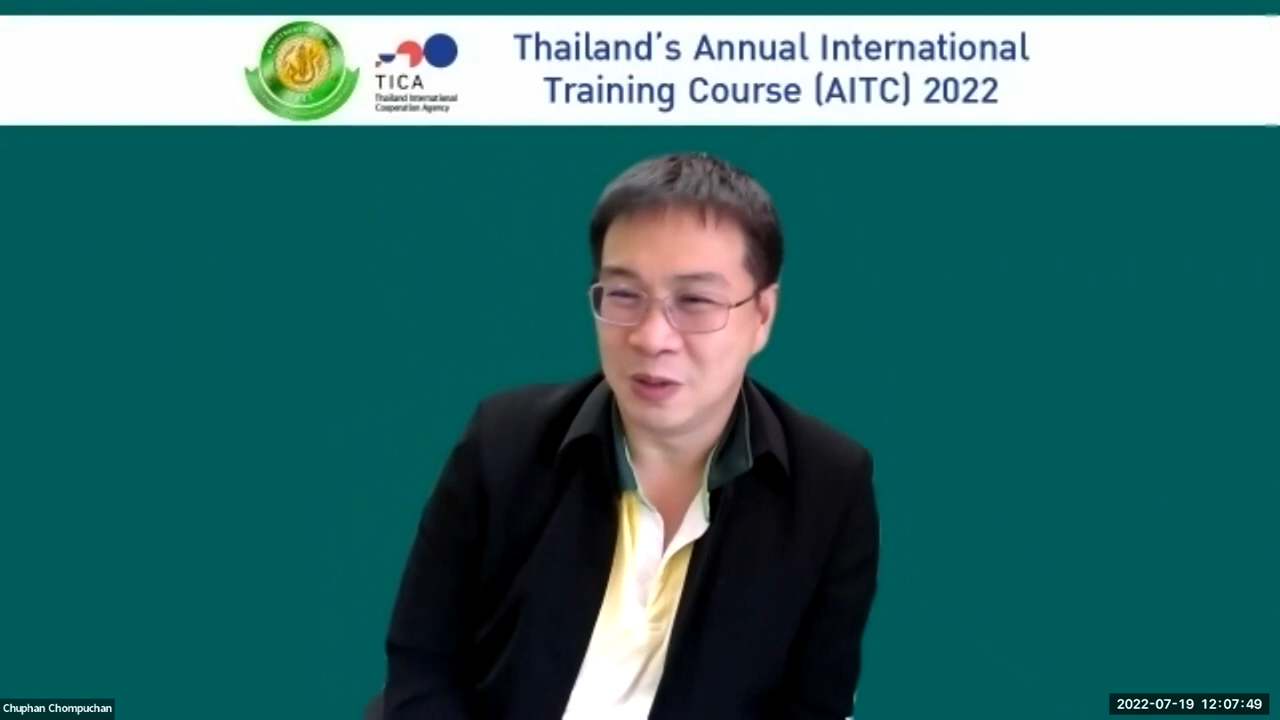 Thailand's Annual International
Training Course (AITC) 2022
TICA
Thailand International
Cooperation Agency
Chuphan Chompuchan
2022-07-19 12:07:49